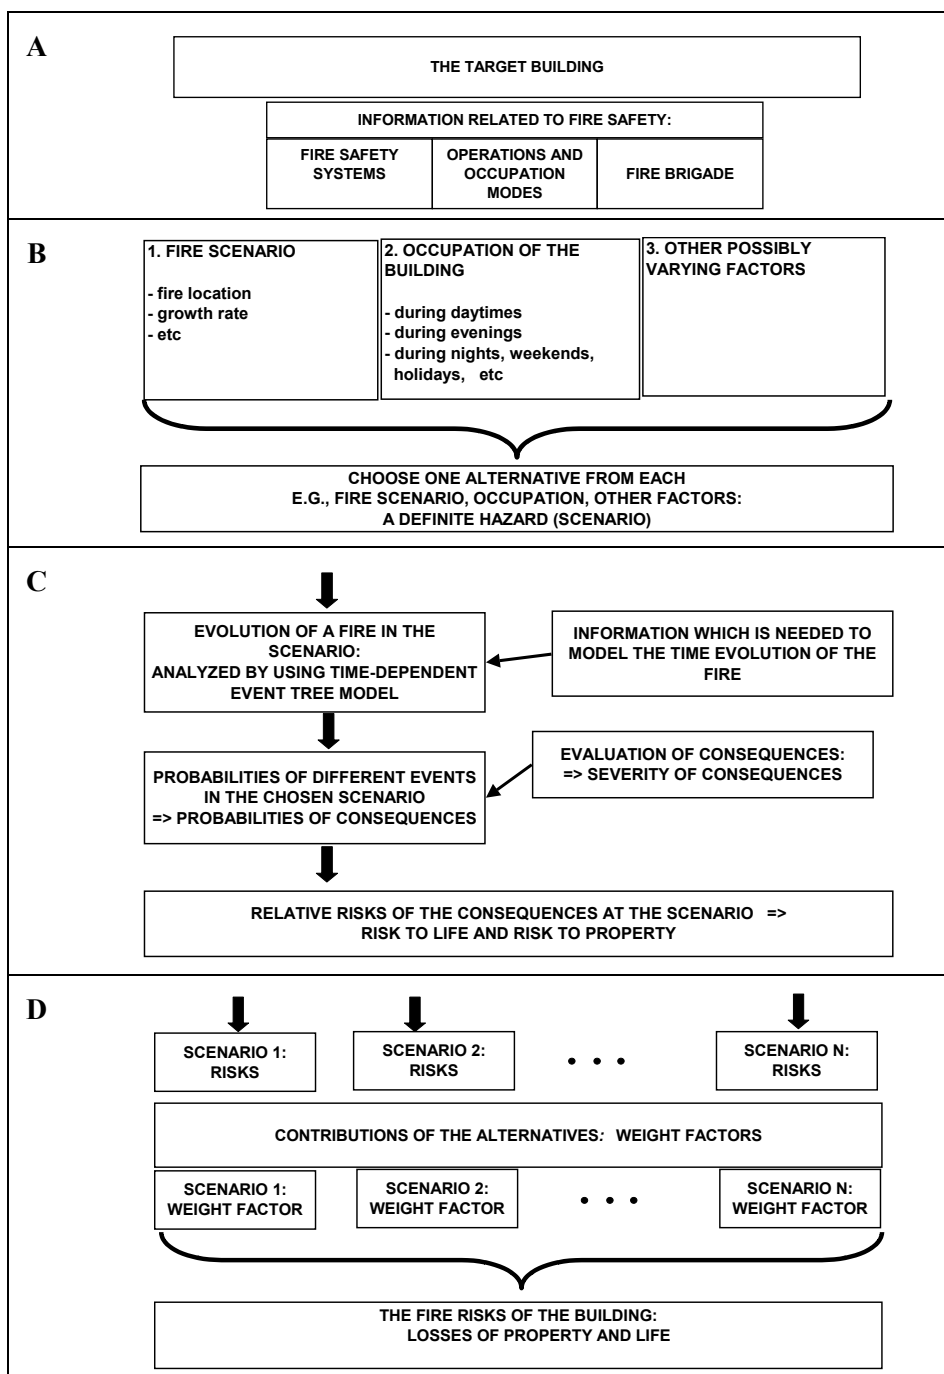 A
THE TARGET BUILDING
INFORMATION RELATED TO FIRE SAFETY:
FIRE SAFETY
SYSTEMS
OPERATIONS AND
OCCUPATION
MODES
FIRE BRIGADE
B
1. FIRE SCENARIO
- fire location
- growth rate
- etc
2. OCCUPATION OF THE
BUILDING
- during daytimes
- during evenings
- during nights, weekends,
holidays, etc
3. OTHER POSSIBLY
VARYING FACTORS
CHOOSE ONE ALTERNATIVE FROM EACH
E.G., FIRE SCENARIO, OCCUPATION, OTHER FACTORS:
A DEFINITE HAZARD (SCENARIO)
C
EVOLUTION OF A FIRE IN THE
SCENARIO:
ANALYZED BY USING TIME-DEPENDENT
EVENT TREE MODEL
INFORMATION WHICH IS NEEDED TO
MODEL THE TIME EVOLUTION OF THE
FIRE
PROBABILITIES OF DIFFERENT EVENTS
IN THE CHOSEN SCENARIO
=> PROBABILITIES OF CONSEQUENCES
EVALUATION OF CONSEQUENCES:
=> SEVERITY OF CONSEQUENCES
RELATIVE RISKS OF THE CONSEQUENCES AT THE SCENARIO =>
RISK TO LIFE AND RISK TO PROPERTY
D
SCENARIO 1:
RISKS
SCENARIO 2:
RISKS
• • •
SCENARIO N:
RISKS
CONTRIBUTIONS OF THE ALTERNATIVES: WEIGHT FACTORS
SCENARIO 1:
WEIGHT FACTOR
SCENARIO 2:
WEIGHT FACTOR
• • •
SCENARIO N:
WEIGHT FACTOR
THE FIRE RISKS OF THE BUILDING:
LOSSES OF PROPERTY AND LIFE